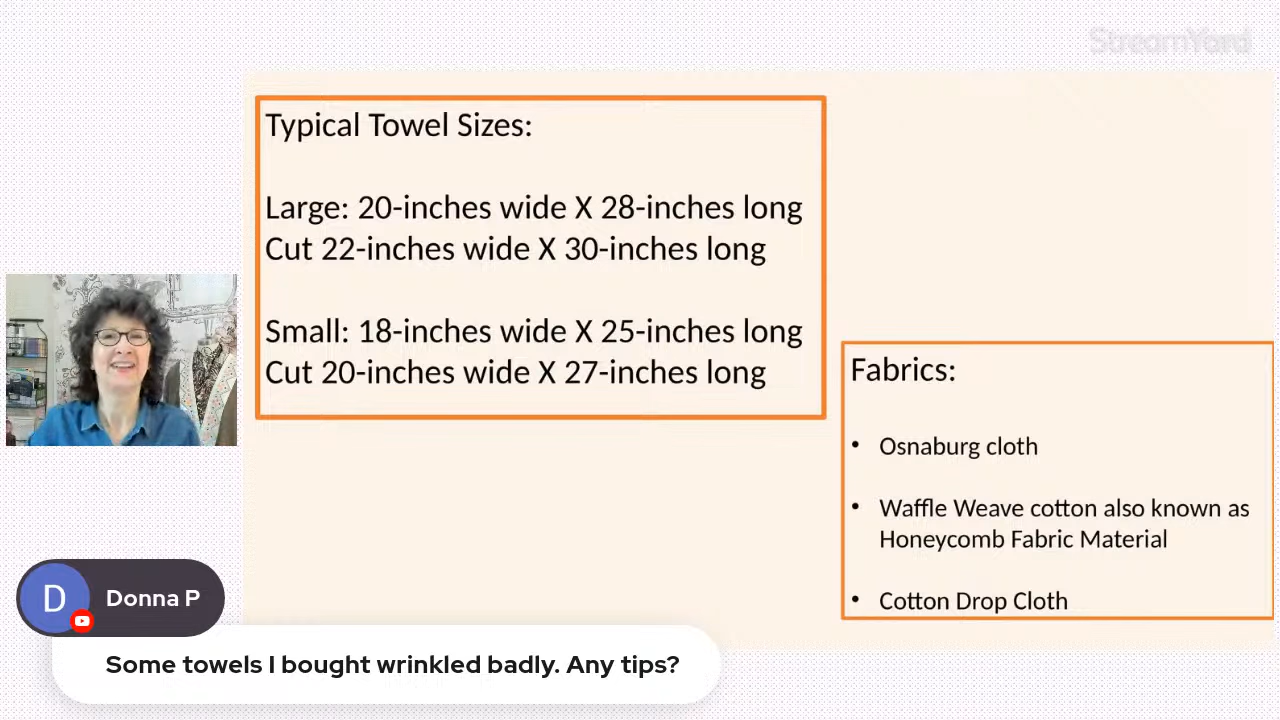 StreamYard
Typical Towel Sizes:
Large: 20-inches wide X 28-inches long
Cut 22-inches wide X 30-inches long
Small: 18-inches wide X 25-inches long
Cut 20-inches wide X 27-inches long
Fabrics:
• Osnaburg cloth
• Waffle Weave cotton also known as
Honeycomb Fabric Material
• Cotton Drop Cloth
D
Donna P
Some towels I bought wrinkled badly. Any tips?